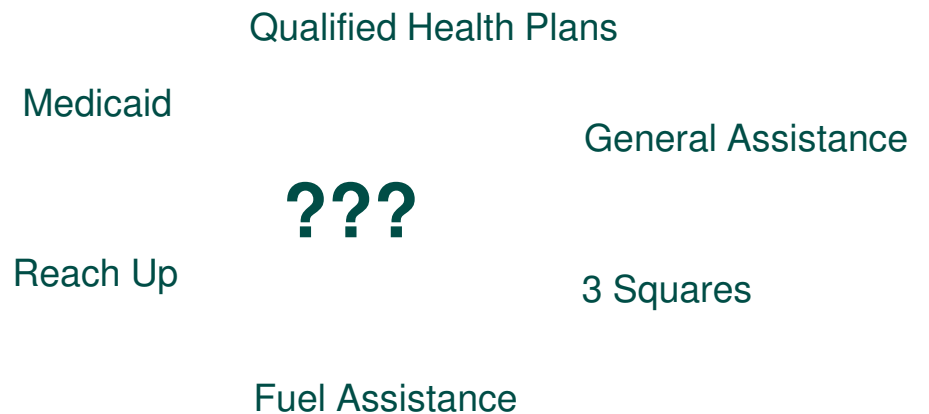 Qualified Health Plans
Medicaid
General Assistance
???
Reach Up
3 Squares
Fuel Assistance